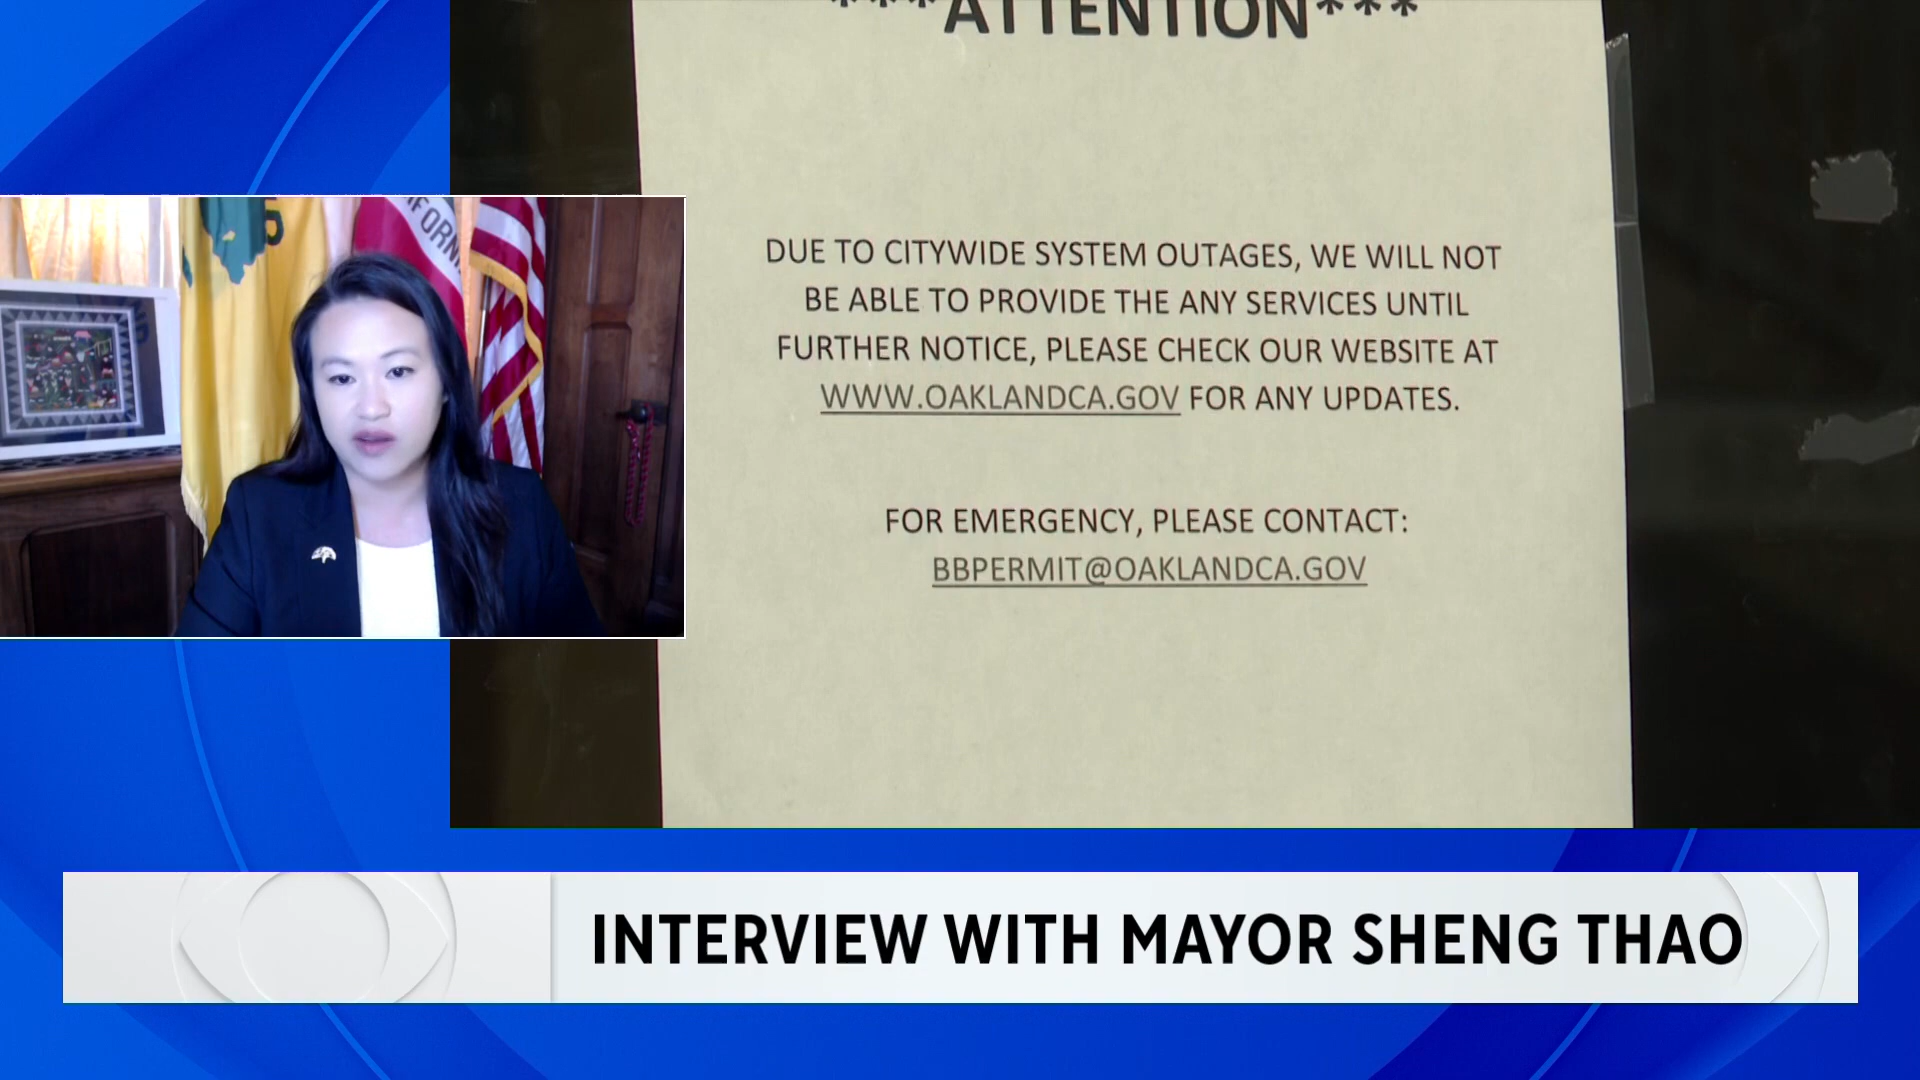 ***ATTENTION***
DUE TO CITYWIDE SYSTEM OUTAGES, WE WILL NOT
BE ABLE TO PROVIDE THE ANY SERVICES UNTIL
FURTHER NOTICE, PLEASE CHECK OUR WEBSITE AT
WWW.OAKLANDCA.GOV FOR ANY UPDATES.
FOR EMERGENCY, PLEASE CONTACT:
BBPERMIT@OAKLANDCA.GOV
IFORNI
INTERVIEW WITH MAYOR SHENG THAO